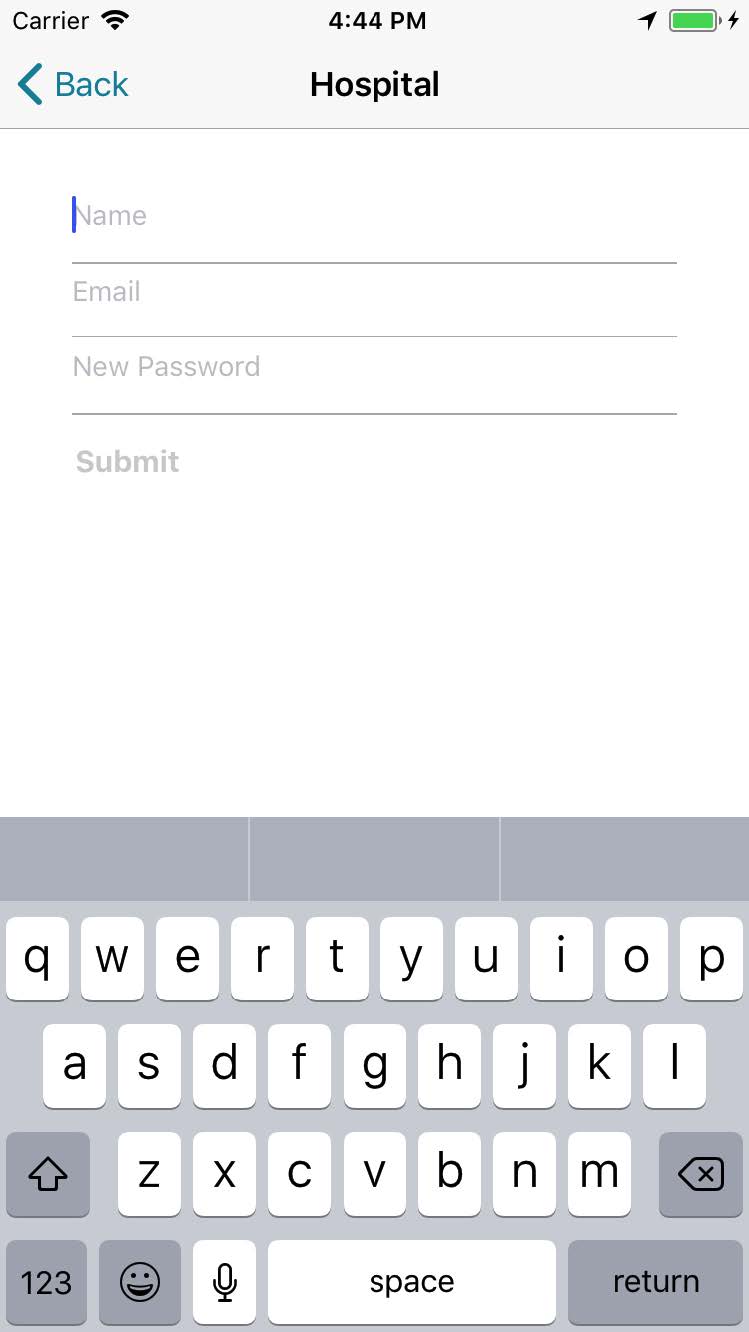 Carrier 4:44 PM
Back Hospital
Name
Email
New Password
Submit
q w e r t y u i o p
a s d f g h j k l
z x c v b n m
123 space return